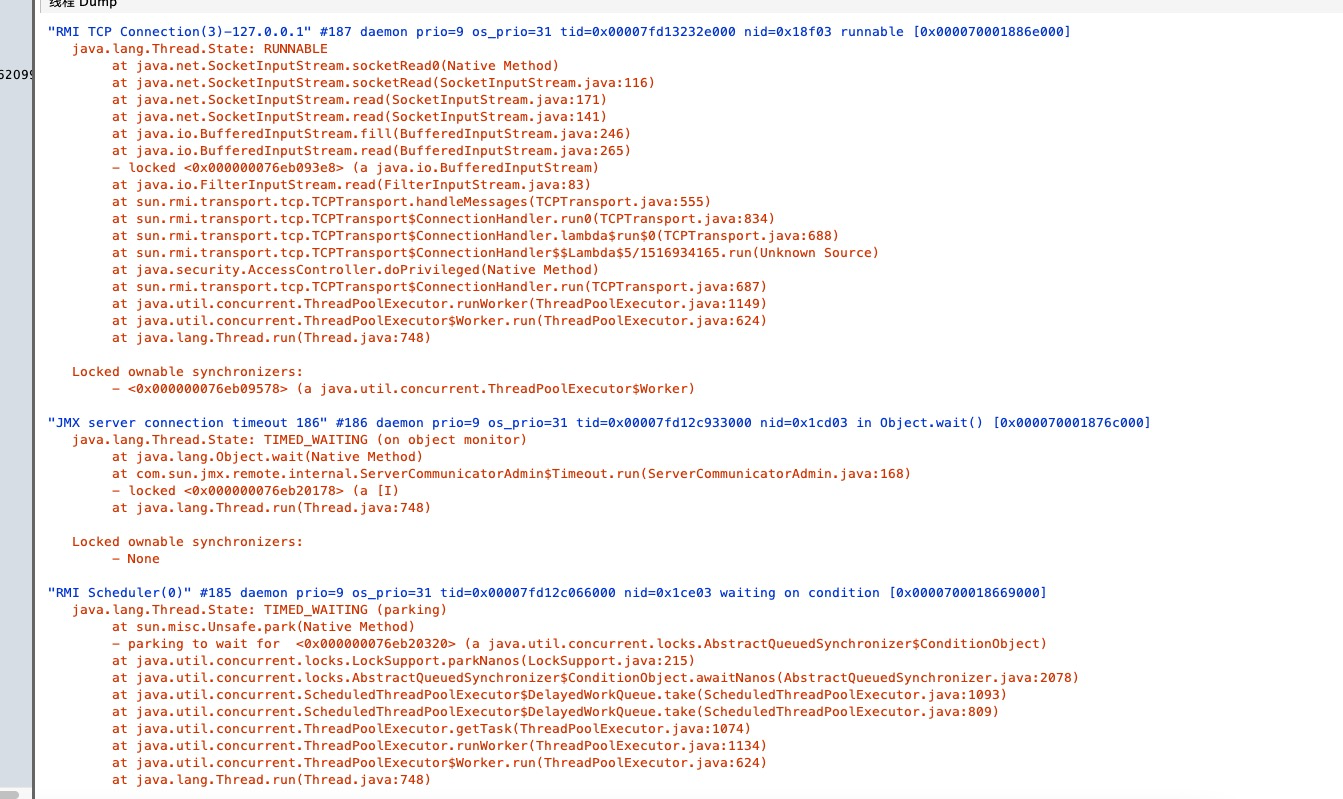 线程 Dump
"RMI TCP Connection(3)-127.0.0.1" #187 daemon prio=9 os_prio=31 tid=0x00007fd13232e000 nid=0x18f03 runnable [0x000070001886e000]
java.lang.Thread.State: RUNNABLE
at java.net.SocketInputStream.socketRead0(Native Method)
62099
at java.net.SocketInputStream.socketRead(SocketInputStream.java:116)
at java.net.SocketInputStream.read(SocketInputStream.java:171)
at java.net.SocketInputStream.read(SocketInputStream.java:141)
at java.io.BufferedInputStream.fill(BufferedInputStream.java:246)
at java.io.BufferedInputStream.read(BufferedInputStream.java:265)
- locked <0x000000076eb093e8> (a java.io.BufferedInputStream)
at java.io.FilterInputStream.read(FilterInputStream.java:83)
at sun.rmi.transport.tcp.TCPTransport.handleMessages(TCPTransport.java:555)
at sun.rmi.transport.tcp.TCPTransport$ConnectionHandler.run0(TCPTransport.java:834)
at sun.rmi.transport.tcp.TCPTransport$ConnectionHandler.lambda$run$0(TCPTransport.java:688)
at sun.rmi.transport.tcp.TCPTransport$ConnectionHandler$$Lambda$5/1516934165.run(Unknown Source)
at java.security.AccessController.doPrivileged(Native Method)
at sun.rmi.transport.tcp.TCPTransport$ConnectionHandler.run(TCPTransport.java:687)
at java.util.concurrent.ThreadPoolExecutor.runWorker(ThreadPoolExecutor.java:1149)
at java.util.concurrent.ThreadPoolExecutor$Worker.run(ThreadPoolExecutor.java:624)
at java.lang.Thread.run(Thread.java:748)
Locked ownable synchronizers:
- <0x000000076eb09578> (a java.util.concurrent.ThreadPoolExecutor$Worker)
"JMX server connection timeout 186" #186 daemon prio=9 os_prio=31 tid=0x00007fd12c933000 nid=0x1cd03 in Object.wait() [0x000070001876c000]
java.lang.Thread.State: TIMED_WAITING (on object monitor)
at java.lang.Object.wait(Native Method)
at com.sun.jmx.remote.internal.ServerCommunicatorAdmin$Timeout.run(ServerCommunicatorAdmin.java:168)
- locked <0x000000076eb20178> (a [I)
at java.lang.Thread.run(Thread.java:748)
Locked ownable synchronizers:
- None
"RMI Scheduler(0)" #185 daemon prio=9 os_prio=31 tid=0x00007fd12c066000 nid=0x1ce03 waiting on condition [0x0000700018669000]
java.lang.Thread.State: TIMED_WAITING (parking)
at sun.misc.Unsafe.park(Native Method)
- parking to wait for  <0x000000076eb20320> (a java.util.concurrent.locks.AbstractQueuedSynchronizer$ConditionObject)
at java.util.concurrent.locks.LockSupport.parkNanos(LockSupport.java:215)
at java.util.concurrent.locks.AbstractQueuedSynchronizer$ConditionObject.awaitNanos(AbstractQueuedSynchronizer.java:2078)
at java.util.concurrent.ScheduledThreadPoolExecutor$DelayedWorkQueue.take(ScheduledThreadPoolExecutor.java:1093)
at java.util.concurrent.ScheduledThreadPoolExecutor$DelayedWorkQueue.take(ScheduledThreadPoolExecutor.java:809)
at java.util.concurrent.ThreadPoolExecutor.getTask(ThreadPoolExecutor.java:1074)
at java.util.concurrent.ThreadPoolExecutor.runWorker(ThreadPoolExecutor.java:1134)
at java.util.concurrent.ThreadPoolExecutor$Worker.run(ThreadPoolExecutor.java:624)
at java.lang.Thread.run(Thread.java:748)